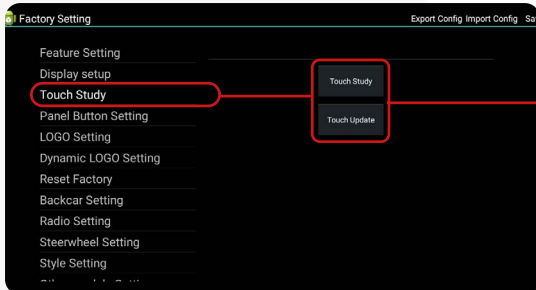 Factory Setting
Export Config Import Config
Feature Setting
Display setup
Touch Study
Touch Study
Panel Button Setting
Touch Update
LOGO Setting
Dynamic LOGO Setting
Reset Factory
Backcar Setting
Radio Setting
Steerwheel Setting
Style Setting